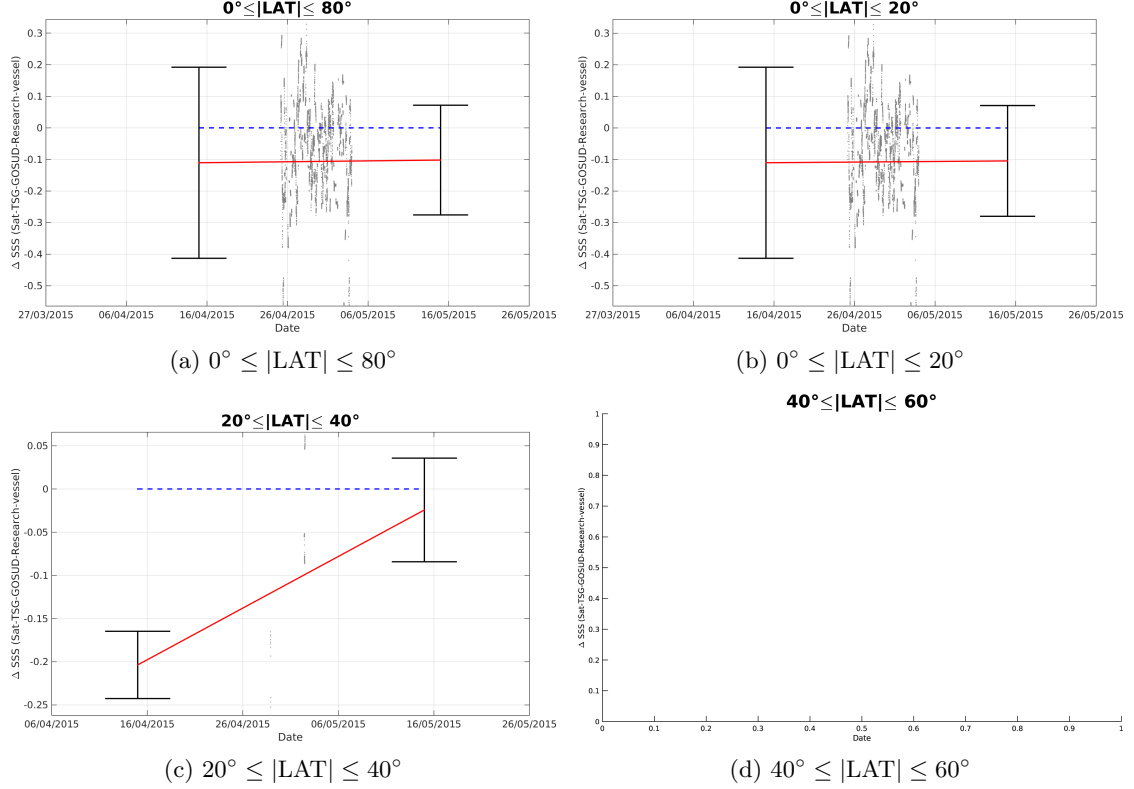 0°≤|LAT|≤ 80°
Δ SSS (Sat-TSG-GOSUD-Research-vessel)
0.3
0.2
0.1
0
-0.1
-0.2
-0.3
-0.4
-0.5
27/03/2015 06/04/2015 16/04/2015 26/04/2015 06/05/2015 16/05/2015 26/05/2015
Date
(a) 0° ≤ |LAT| ≤ 80°
0°≤|LAT|≤ 20°
Δ SSS (Sat-TSG-GOSUD-Research-vessel)
0.3
0.2
0.1
0
-0.1
-0.2
-0.3
-0.4
-0.5
27/03/2015 06/04/2015 16/04/2015 26/04/2015 06/05/2015 16/05/2015 26/05/2015
Date
(b) 0° ≤ |LAT| ≤ 20°
20°≤|LAT|≤ 40°
Δ SSS (Sat-TSG-GOSUD-Research-vessel)
0.05
0
-0.05
-0.1
-0.15
-0.2
-0.25
06/04/2015 16/04/2015 26/04/2015 06/05/2015 16/05/2015 26/05/2015
Date
(c) 20° ≤ |LAT| ≤ 40°
40°≤|LAT|≤ 60°
Δ SSS (Sat-TSG-GOSUD-Research-vessel)
1
0.9
0.8
0.7
0.6
0.5
0.4
0.3
0.2
0.1
0
0 0.1 0.2 0.3 0.4 0.5 0.6 0.7 0.8 0.9 1
Date
(d) 40° ≤ |LAT| ≤ 60°